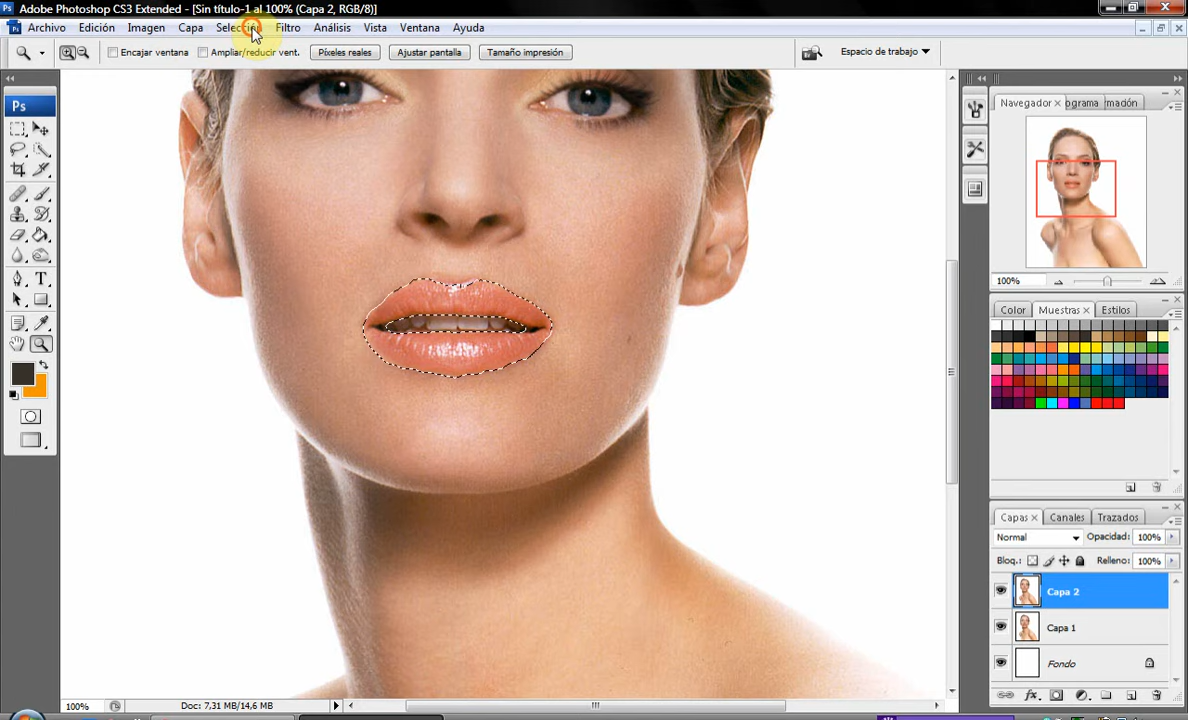 Adobe Photoshop CS3 Extended - [Sin título-1 al 100% (Capa 2, RGB/8)]
Archivo Edición Imagen Capa Selección Filtro Análisis Vista Ventana Ayuda
Encajar ventana Ampliar/reducir vent. Píxeles reales Ajustar pantalla Tamaño impresión Espacio de trabajo
Ps
Navegador × ograma rmación
100%
Color Muestras × Estilos
Capas × Canales Trazados
Normal Opacidad: 100%
Bloq.: Relleno: 100%
Capa 2
Capa 1
Fondo
100% Doc: 7,31 MB/14,6 MB